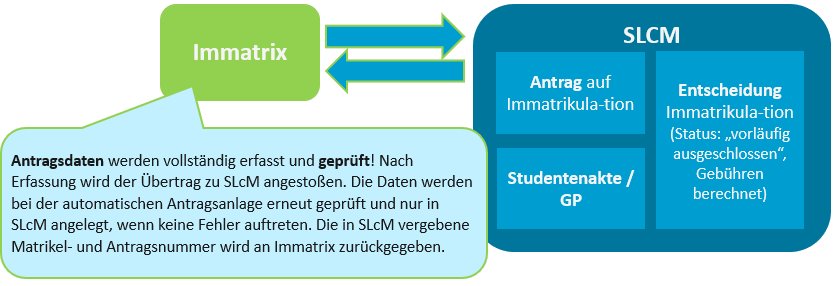 Immatrix
SLCM
Antrag auf
Immatrikula-tion
Entscheidung
Immatrikula-tion
(Status: „vorläufig
ausgeschlossen“,
Gebühren
berechnet)
Studentenakte /
GP
Antragsdaten werden vollständig erfasst und geprüft! Nach
Erfassung wird der Übertrag zu SLcM angestoßen. Die Daten werden
bei der automatischen Antragsanlage erneut geprüft und nur in
SLcM angelegt, wenn keine Fehler auftreten. Die in SLcM vergebene
Matrikel- und Antragsnummer wird an Immatrix zurückgegeben.